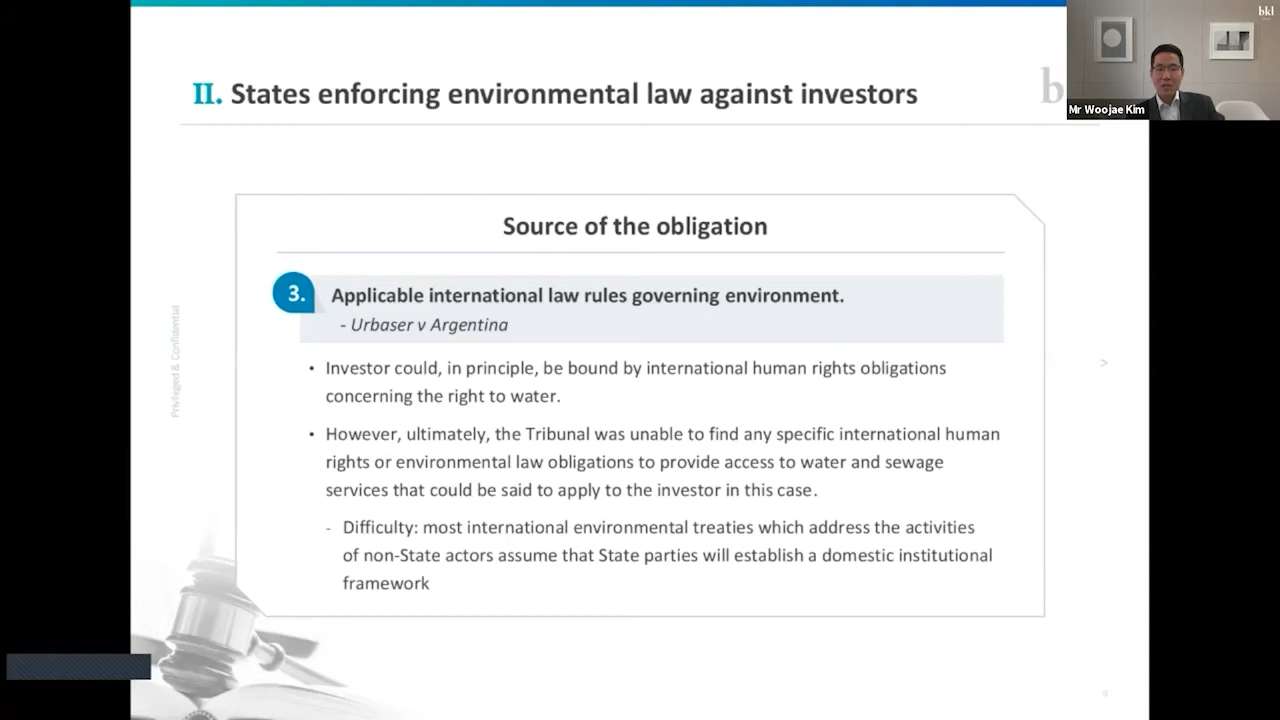 bkl
II. States enforcing environmental law against investors
b
Mr Woojae Kim
Source of the obligation
3. Applicable international law rules governing environment.
- Urbaser v Argentina
• Investor could, in principle, be bound by international human rights obligations
concerning the right to water.
• However, ultimately, the Tribunal was unable to find any specific international human
rights or environmental law obligations to provide access to water and sewage
services that could be said to apply to the investor in this case.
- Difficulty: most international environmental treaties which address the activities
of non-State actors assume that State parties will establish a domestic institutional
framework
Privileged & Confidential
>